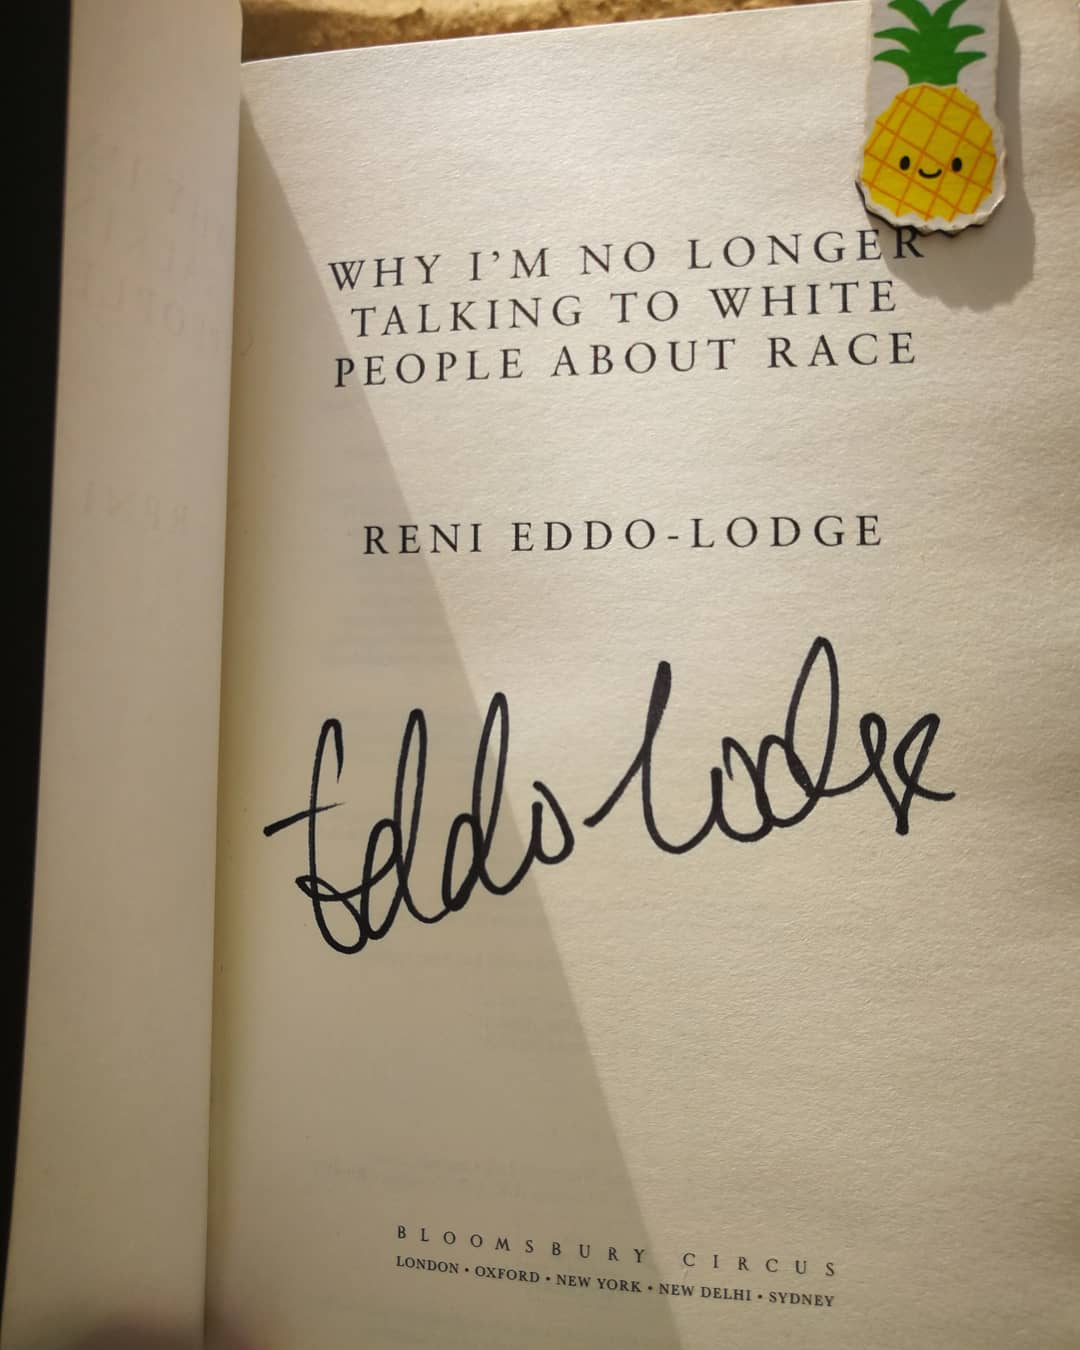 WHY I'M NO LONGER
TALKING TO WHITE
PEOPLE ABOUT RACE
RENI EDDO-LODGE
Eddo-Lodge
BLOOMSBURY CIRCUS
LONDON • OXFORD • NEW YORK • NEW DELHI • SYDNEY